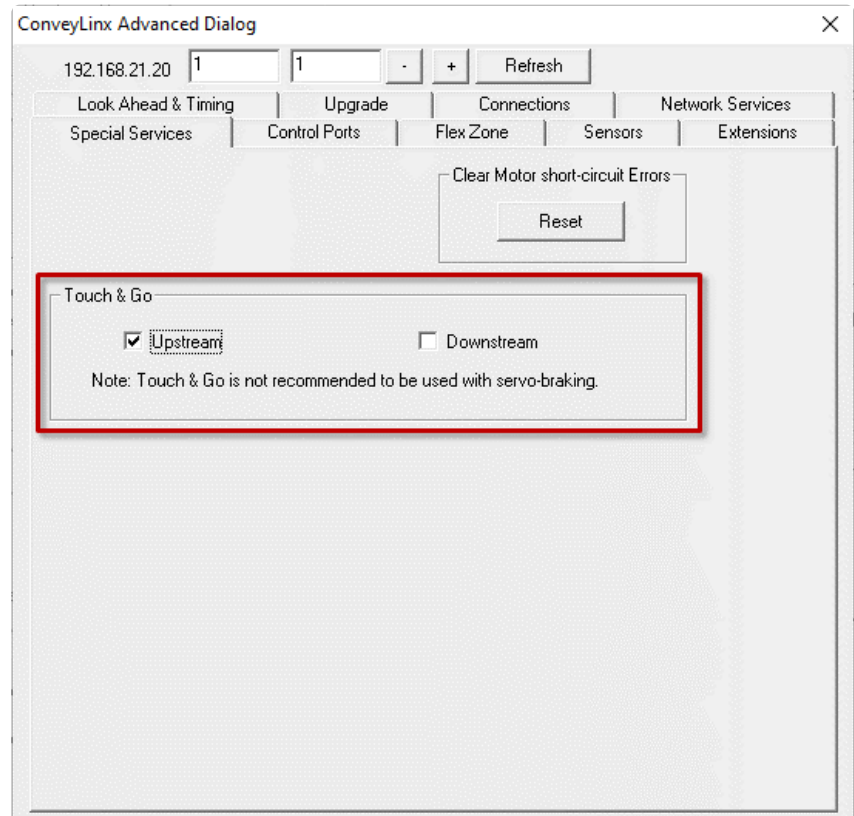 ConveyLinx Advanced Dialog
192.168.21.20 1 1 - + Refresh
Look Ahead & Timing Upgrade Connections Network Services
Special Services Control Ports Flex Zone Sensors Extensions
Clear Motor short-circuit Errors
Reset
Touch & Go
Upstream Downstream
Note: Touch & Go is not recommended to be used with servo-braking.